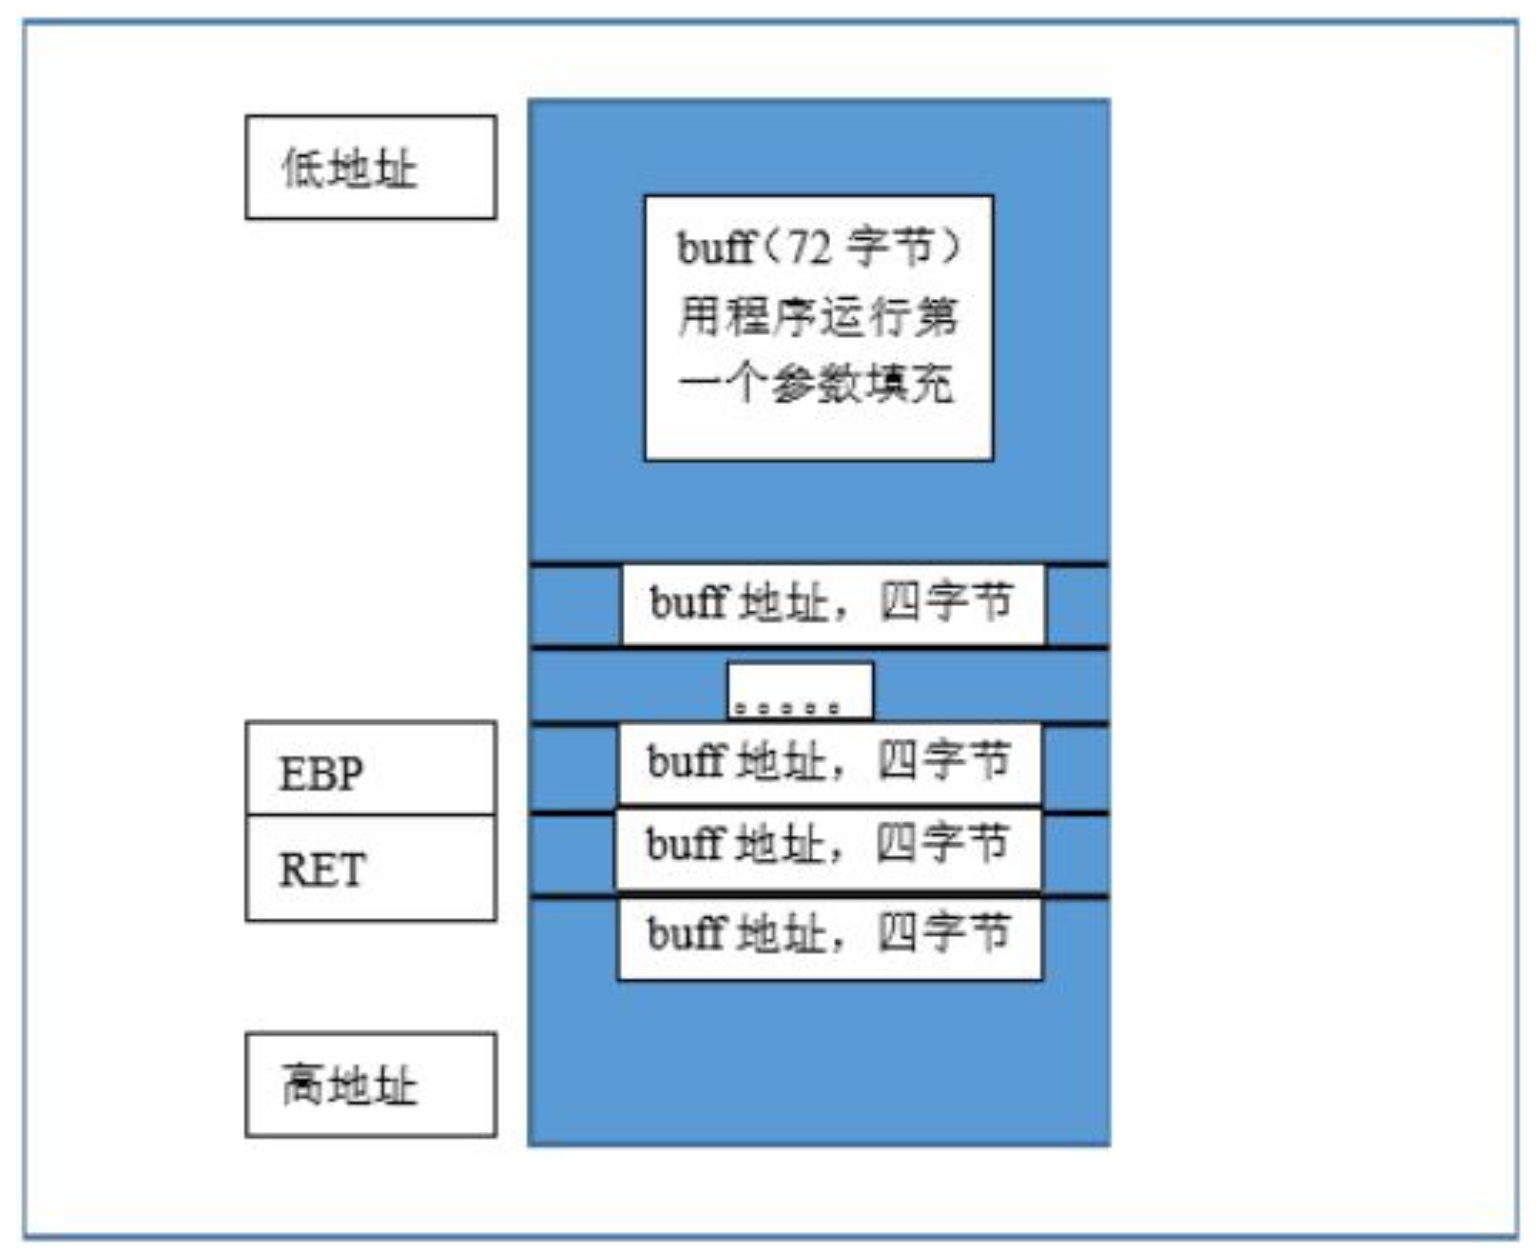 低地址
buff（72 字节）
用程序运行第
一个参数填充
buff 地址，四字节
。。。。。
EBP
buff 地址，四字节
RET
buff 地址，四字节
buff 地址，四字节
高地址